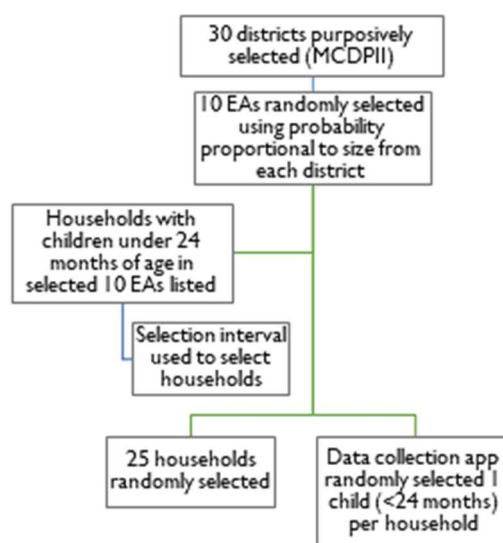 30 districts purposively
selected (MCDPII)
10 EAs randomly selected
using probability
proportional to size from
each district
Households with
children under 24
months of age in
selected 10 EAs listed
Selection interval
used to select
households
25 households
randomly selected
Data collection app
randomly selected 1
child (<24 months)
per household